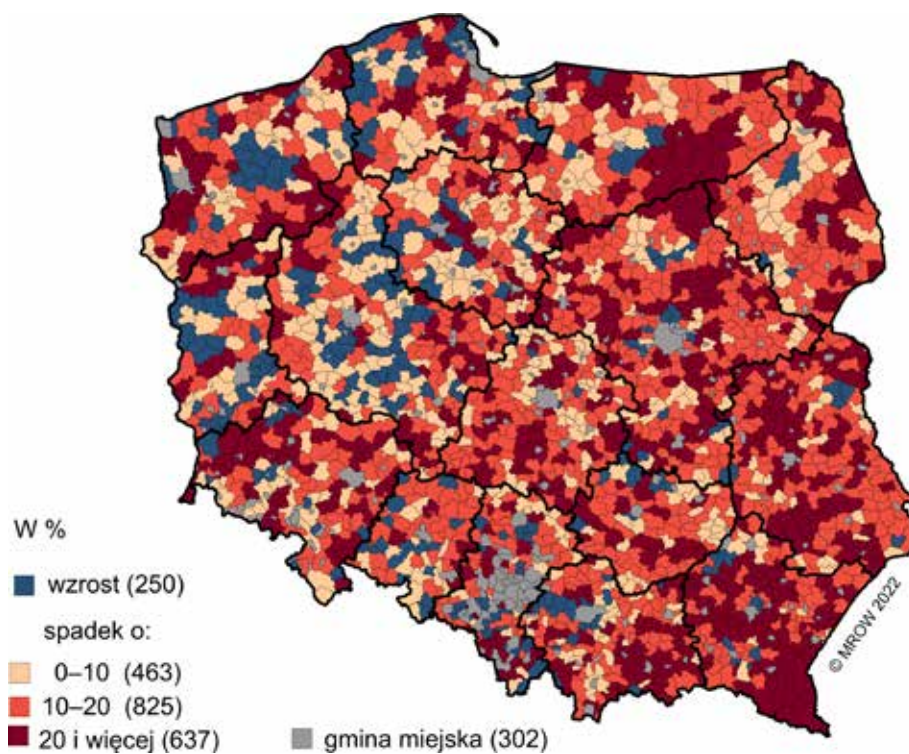 W %
wzrost (250)
spadek o:
0–10 (463)
10–20 (825)
20 i więcej (637)
gmina miejska (302)
© MROW 2022